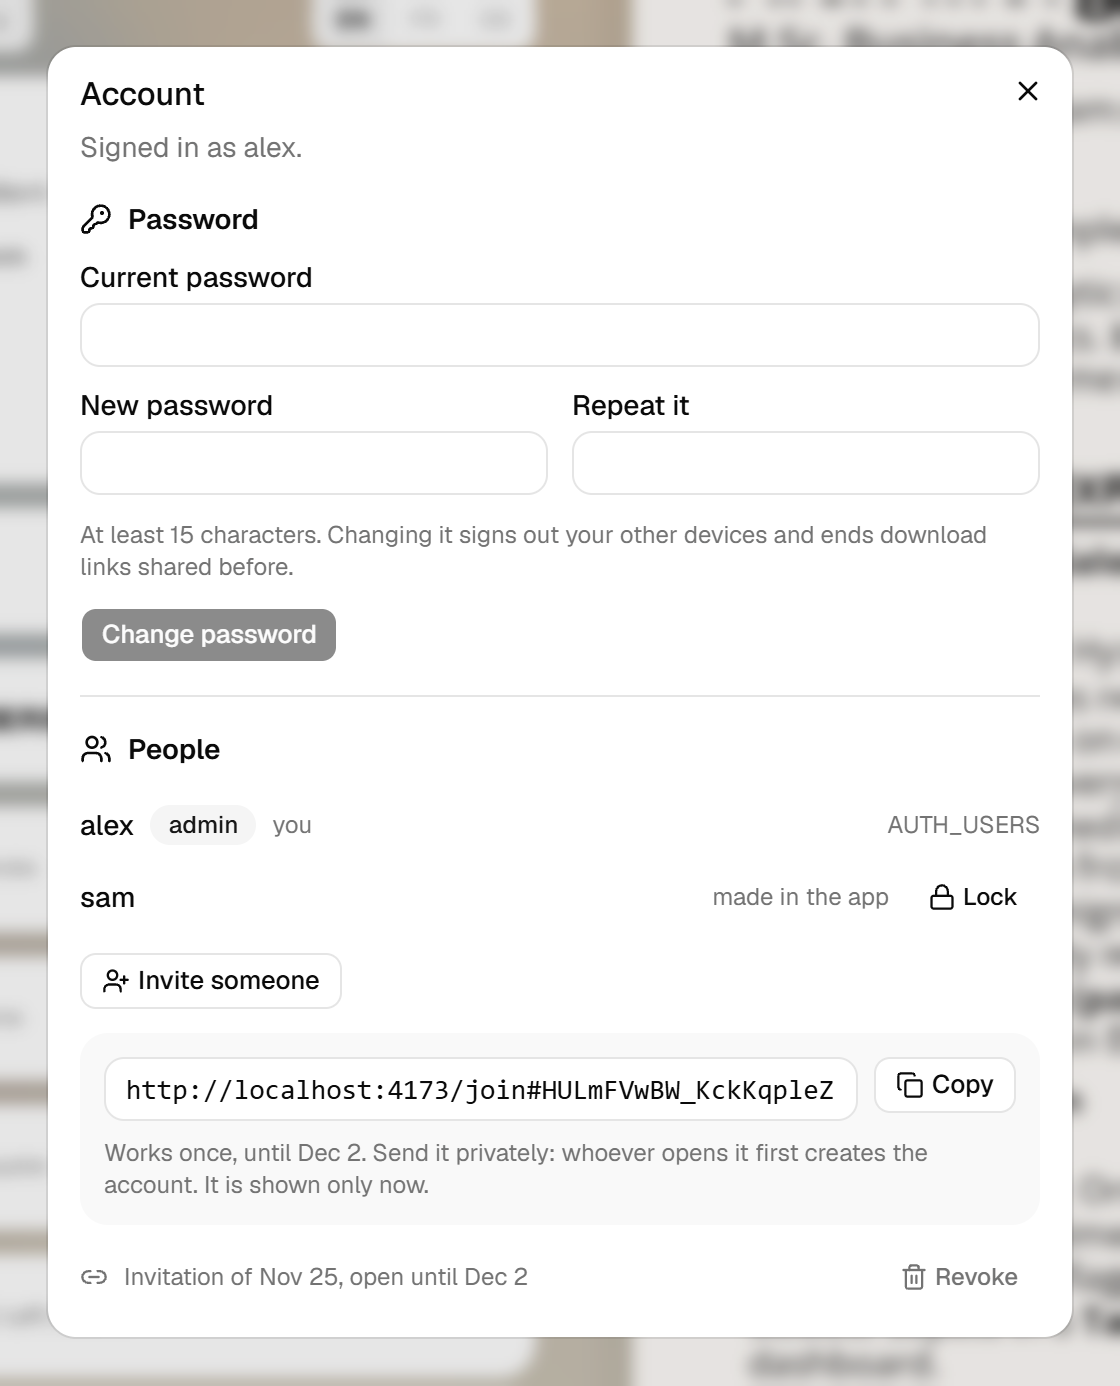 M.Sc. Business
Account
Signed in as alex.
Password
Current password
New password
Repeat it
At least 15 characters. Changing it signs out your other devices and ends download
links shared before.
Change password
People
alex admin you AUTH_USERS
sam made in the app Lock
Invite someone
http://localhost:4173/join#HULmFVwBW_KckKqpleZ
Copy
Works once, until Dec 2. Send it privately: whoever opens it first creates the
account. It is shown only now.
Invitation of Nov 25, open until Dec 2 Revoke
dashboard.